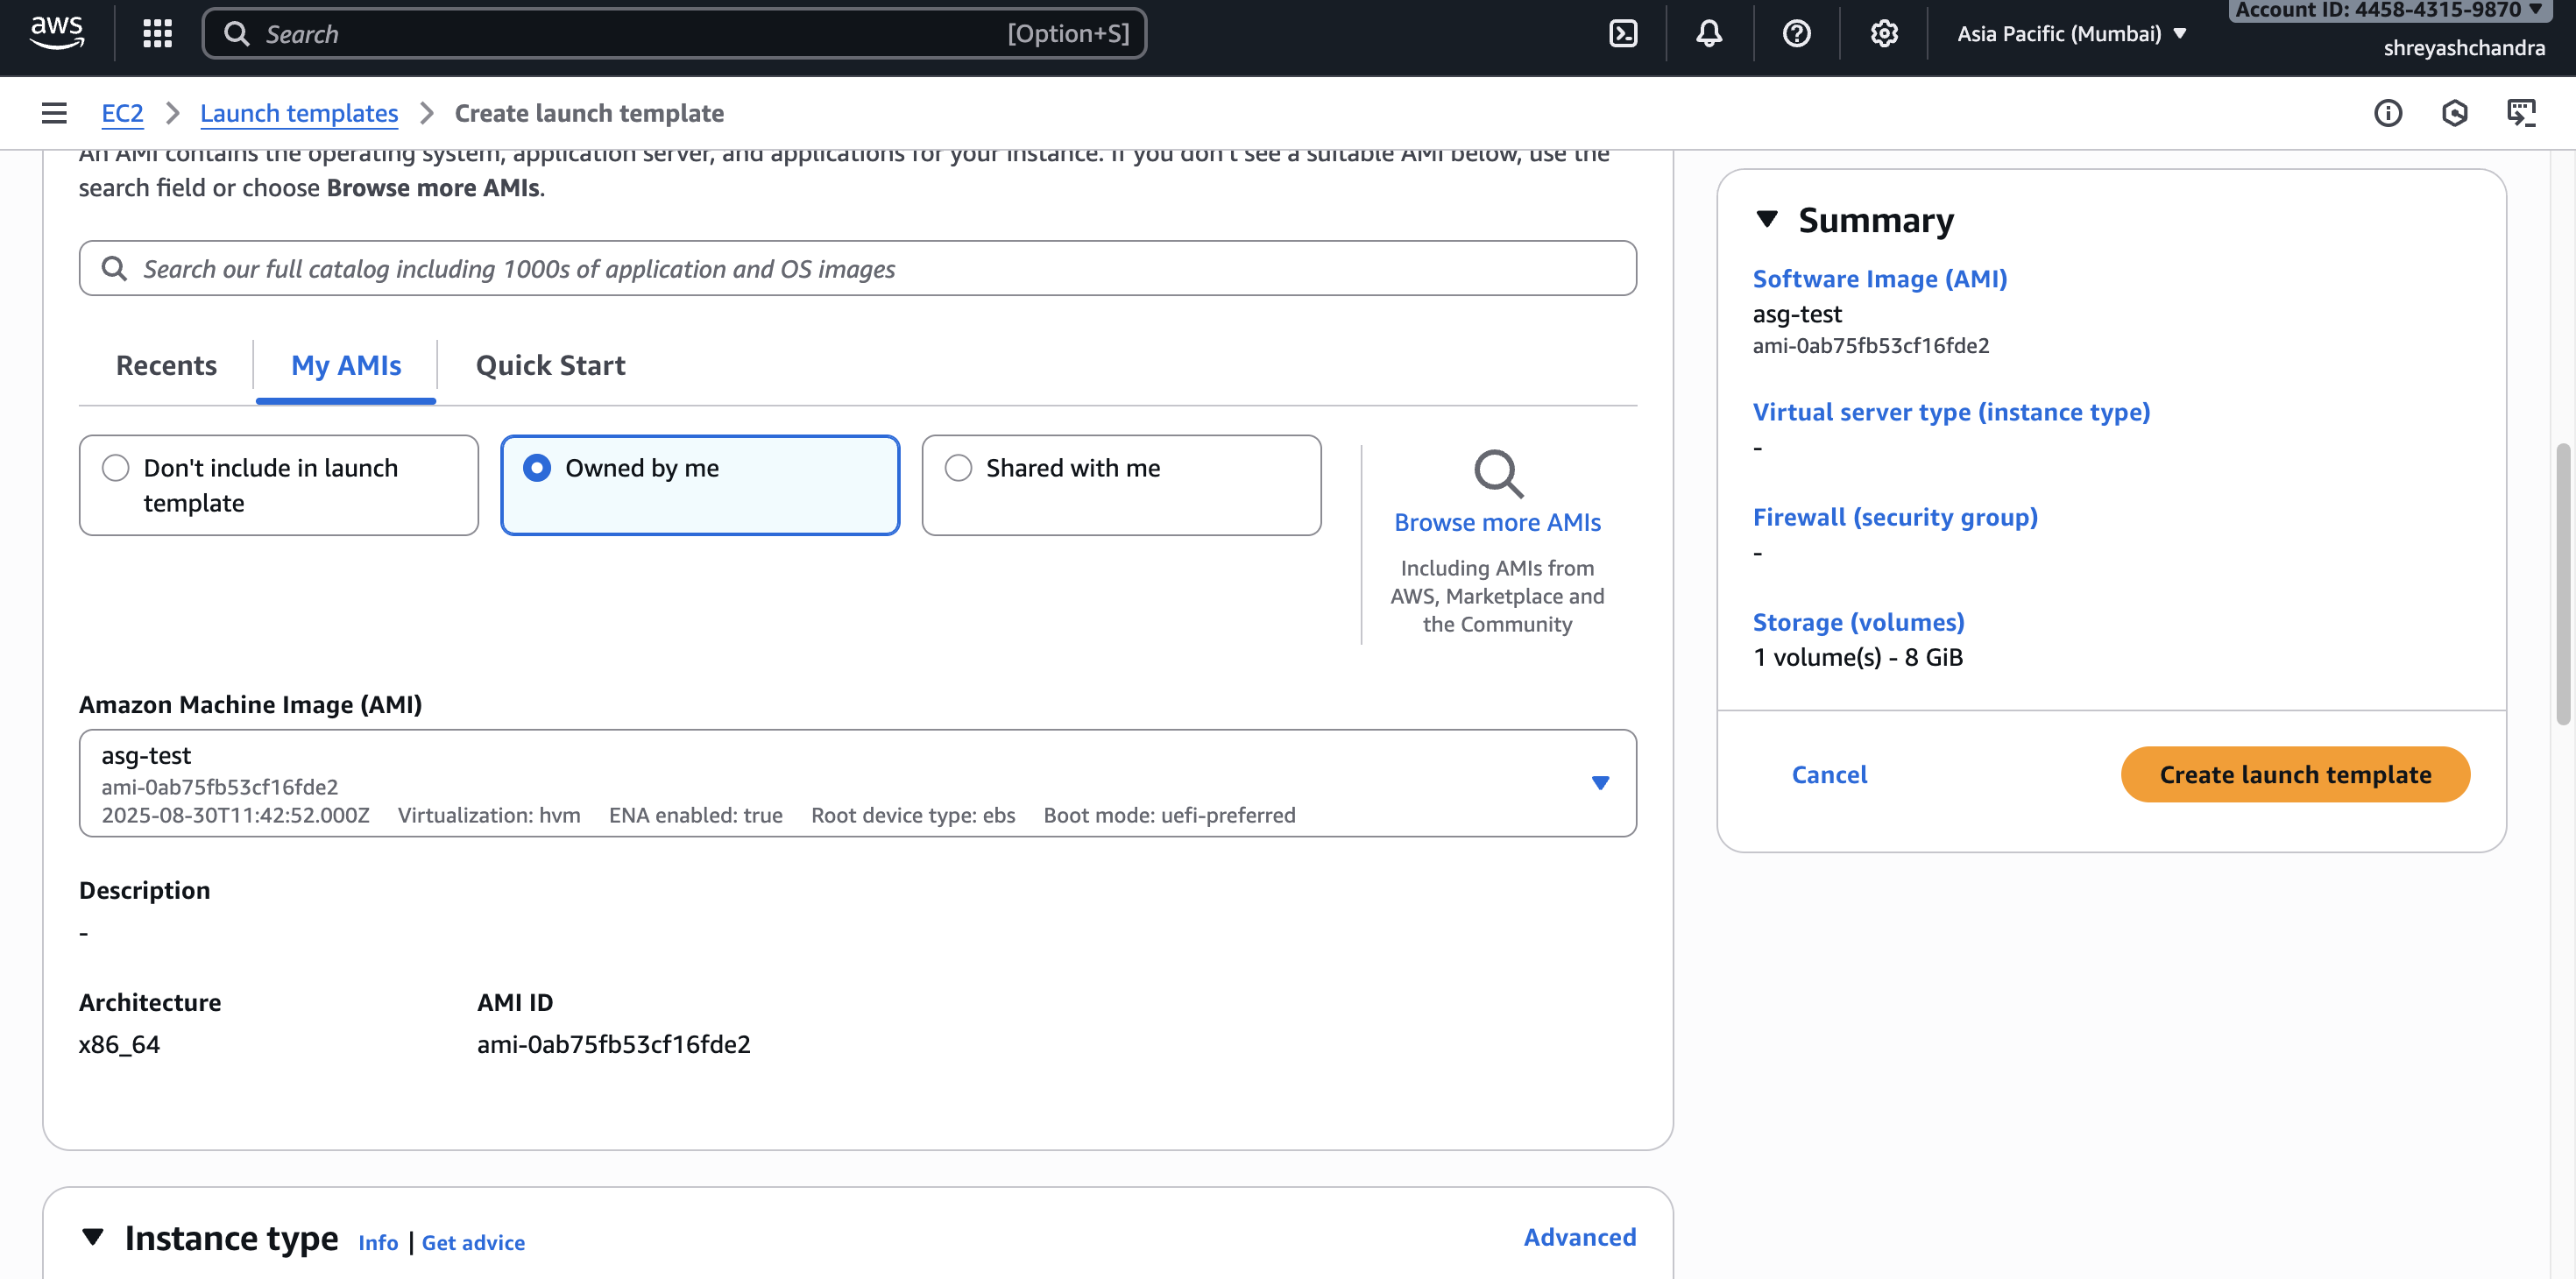 aws
Search
[Option+S]
Asia Pacific (Mumbai)
Account ID: 4458-4315-9870
shreyashchandra
EC2
Launch templates
Create launch template
An AMI contains the operating system, application server, and applications for your instance. If you don't see a suitable AMI below, use the
search field or choose Browse more AMIs.
Search our full catalog including 1000s of application and OS images
Recents
My AMIs
Quick Start
Don't include in launch
template
Owned by me
Shared with me
Browse more AMIs
Including AMIs from
AWS, Marketplace and
the Community
Amazon Machine Image (AMI)
asg-test
ami-0ab75fb53cf16fde2
2025-08-30T11:42:52.000Z Virtualization: hvm ENA enabled: true Root device type: ebs Boot mode: uefi-preferred
Description
-
Architecture
AMI ID
x86_64
ami-0ab75fb53cf16fde2
Instance type
Info | Get advice
Advanced
Summary
Software Image (AMI)
asg-test
ami-0ab75fb53cf16fde2
Virtual server type (instance type)
-
Firewall (security group)
-
Storage (volumes)
1 volume(s) - 8 GiB
Cancel
Create launch template